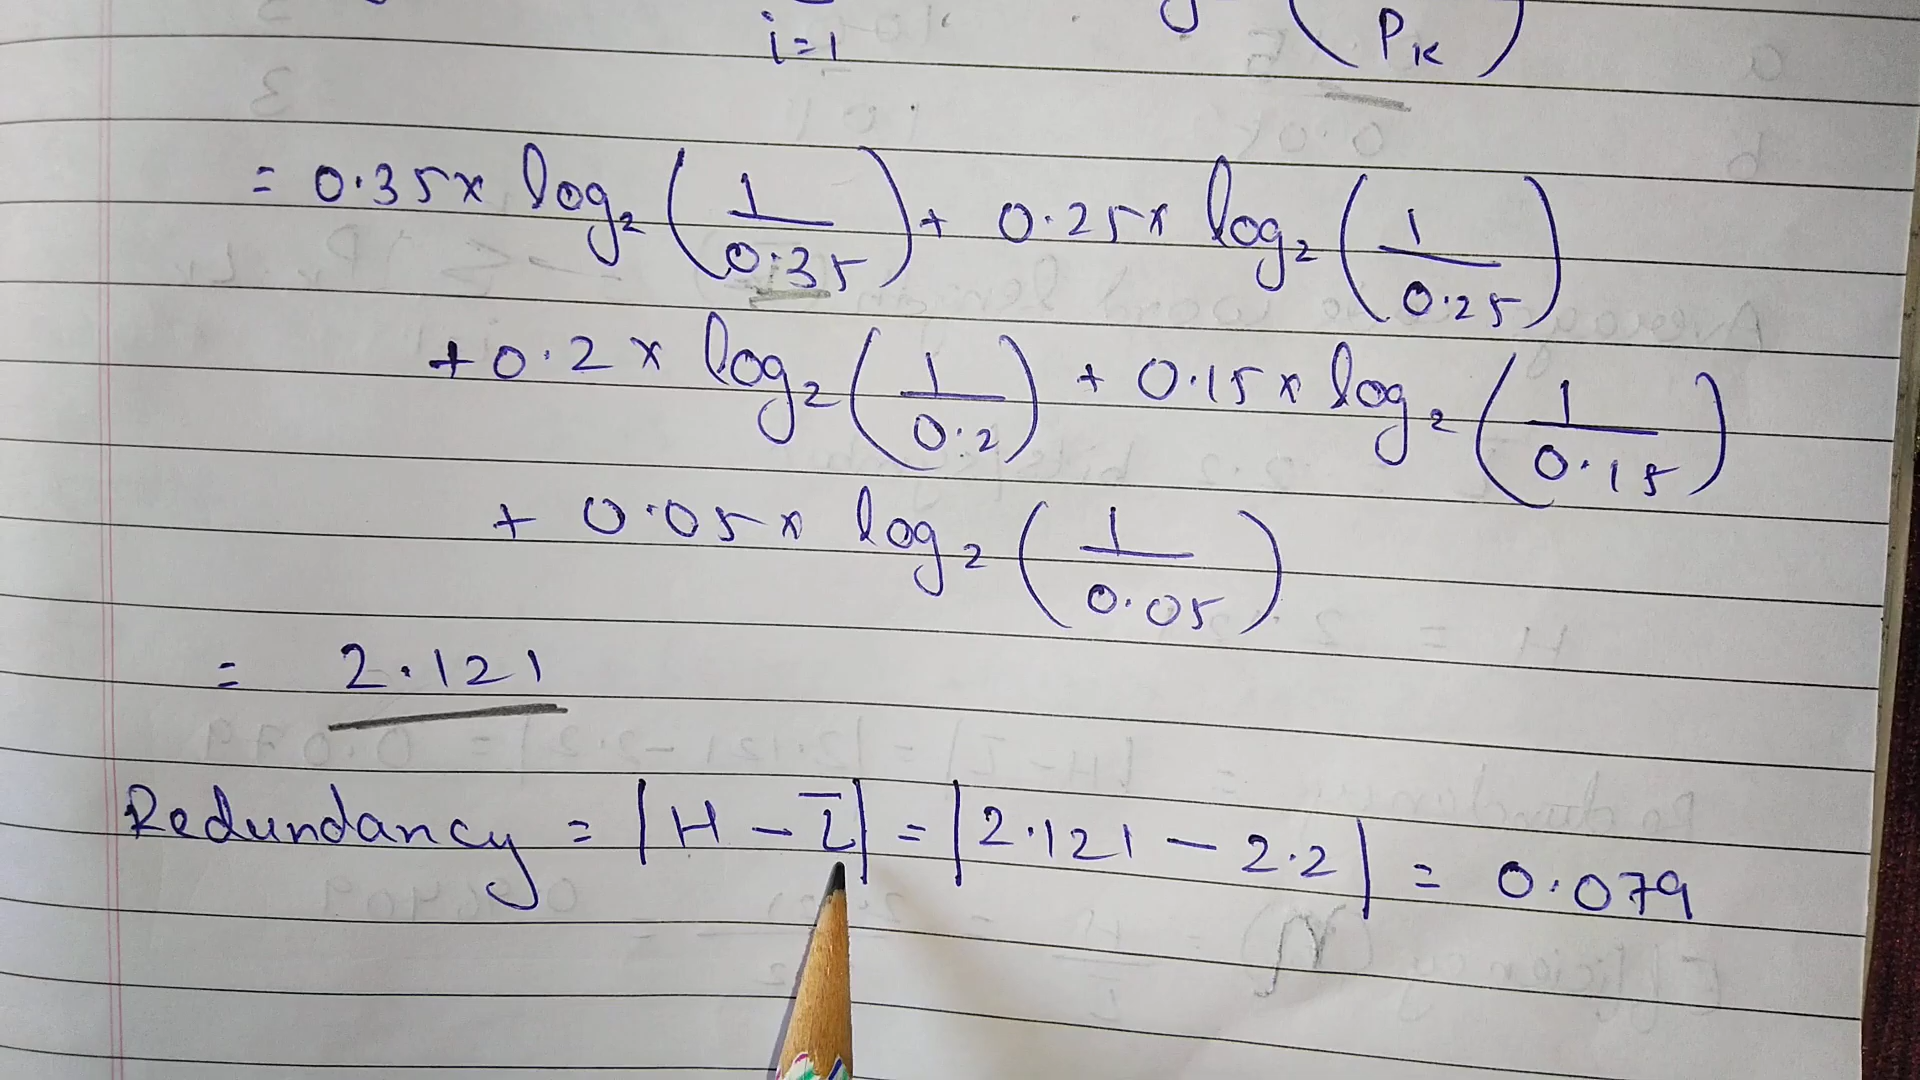 i=1 ( P_K )
= 0.35 x log₂ ( 1 / 0.35 ) + 0.25 x log₂ ( 1 / 0.25 )
+ 0.2 x log₂ ( 1 / 0.2 ) + 0.15 x log₂ ( 1 / 0.15 )
+ 0.05 x log₂ ( 1 / 0.05 )
= 2.121
Redundancy = | H - L̅ | = | 2.121 - 2.2 | = 0.079